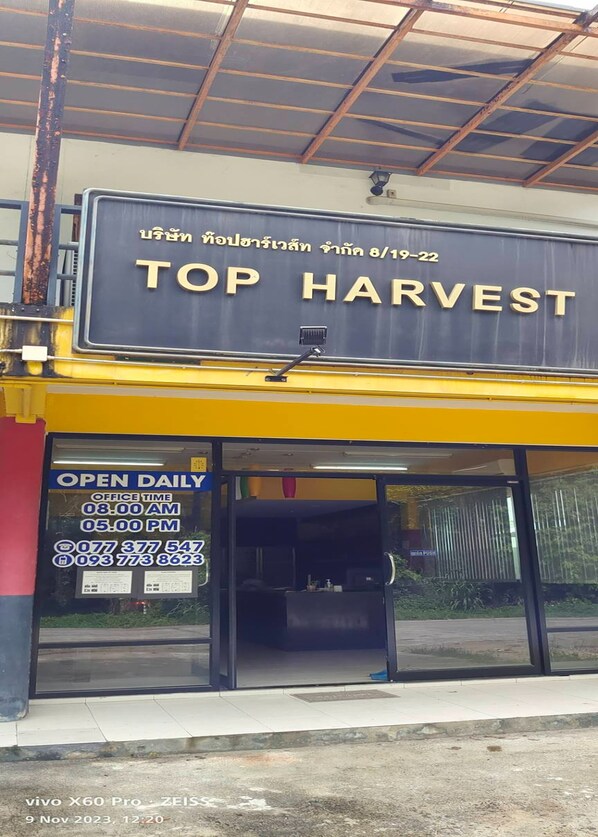 บริษัท ท๊อปฮาร์เวส์ท จำกัด 8/19-22
TOP HARVEST
OPEN DAILY
OFFICE TIME
08.00 AM
05.00 PM
077 377 547
093 773 8623
vivo X60 Pro · ZEISS
9 Nov 2023, 12.20